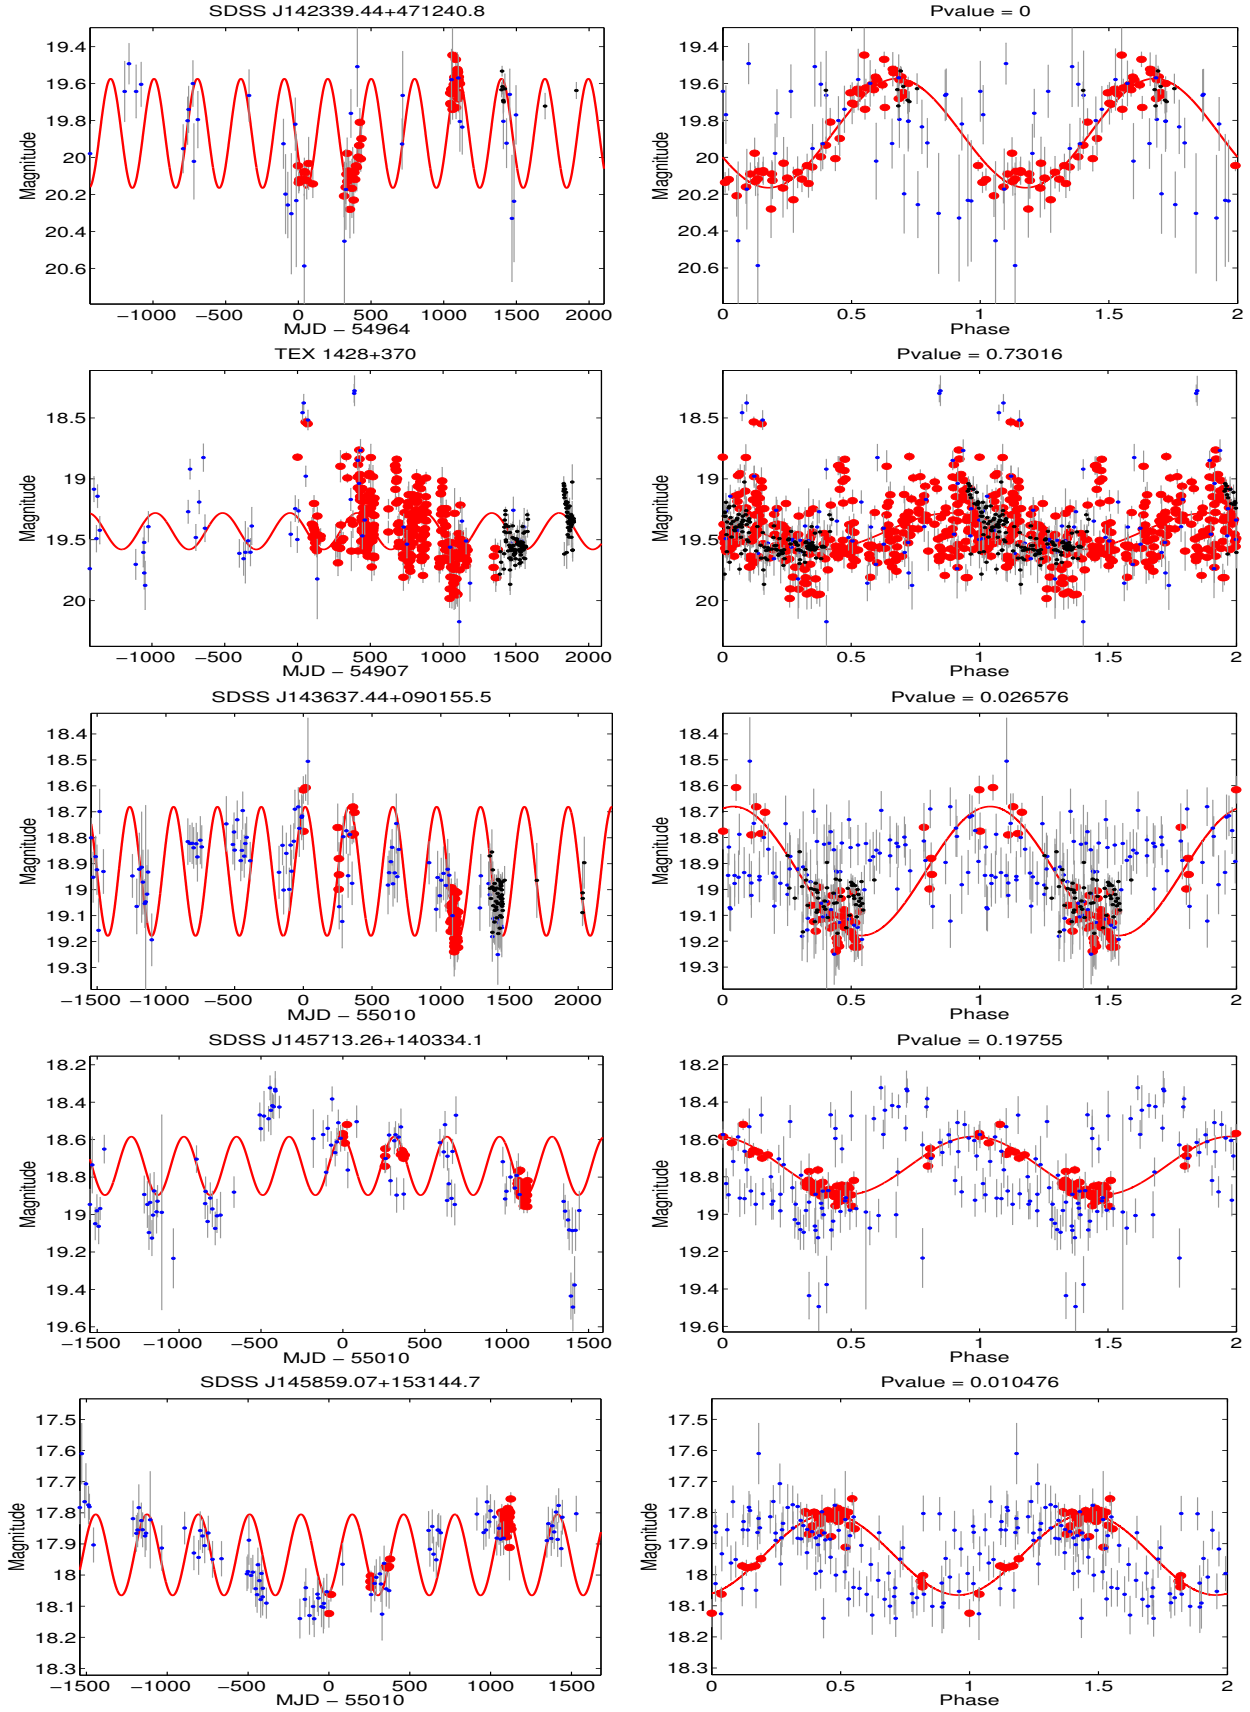 SDSS J142339.44+471240.8
Pvalue = 0
Magnitude
19.4
19.6
19.8
20
20.2
20.4
20.6
−1000 −500 0 500 1000 1500 2000
MJD − 54964
Magnitude
19.4
19.6
19.8
20
20.2
20.4
20.6
0 0.5 1 1.5 2
Phase
TEX 1428+370
Pvalue = 0.73016
Magnitude
18.5
19
19.5
20
−1000 −500 0 500 1000 1500 2000
MJD − 54907
Magnitude
18.5
19
19.5
20
0 0.5 1 1.5 2
Phase
SDSS J143637.44+090155.5
Pvalue = 0.026576
Magnitude
18.4
18.5
18.6
18.7
18.8
18.9
19
19.1
19.2
19.3
−1500 −1000 −500 0 500 1000 1500 2000
MJD − 55010
Magnitude
18.4
18.5
18.6
18.7
18.8
18.9
19
19.1
19.2
19.3
0 0.5 1 1.5 2
Phase
SDSS J145713.26+140334.1
Pvalue = 0.19755
Magnitude
18.2
18.4
18.6
18.8
19
19.2
19.4
19.6
−1500 −1000 −500 0 500 1000 1500
MJD − 55010
Magnitude
18.2
18.4
18.6
18.8
19
19.2
19.4
19.6
0 0.5 1 1.5 2
Phase
SDSS J145859.07+153144.7
Pvalue = 0.010476
Magnitude
17.5
17.6
17.7
17.8
17.9
18
18.1
18.2
18.3
−1500 −1000 −500 0 500 1000 1500
MJD − 55010
Magnitude
17.5
17.6
17.7
17.8
17.9
18
18.1
18.2
18.3
0 0.5 1 1.5 2
Phase